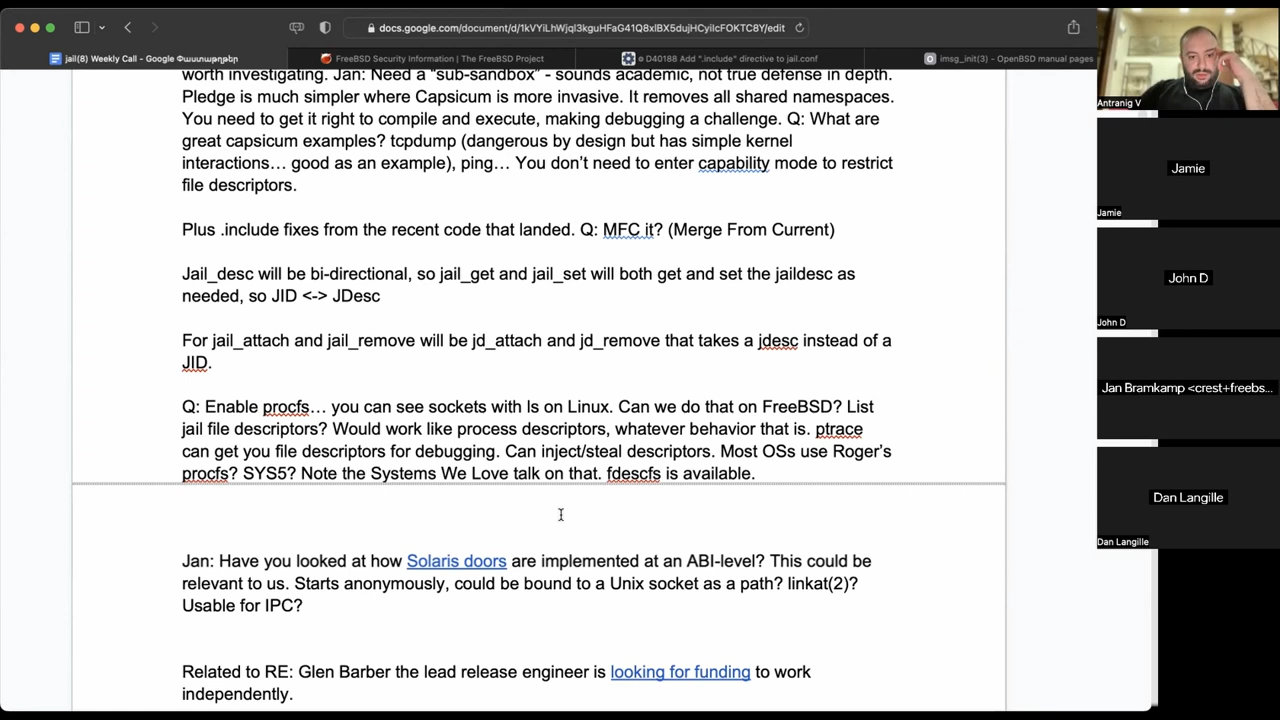 docs.google.com/document/d/1kVYiLhWjql3kguHFaG41Q8xlBX5dujHCyilcFOKTC8Y/edit
jail(8) Weekly Call - Google Փաստաթղթեր
FreeBSD Security Information | The FreeBSD Project
D40188 Add ".include" directive to jail.conf
imsg_init(3) - OpenBSD manual pages
worth investigating. Jan: Need a "sub-sandbox" - sounds academic, not true defense in depth.
Pledge is much simpler where Capsicum is more invasive. It removes all shared namespaces.
You need to get it right to compile and execute, making debugging a challenge. Q: What are
great capsicum examples? tcpdump (dangerous by design but has simple kernel
interactions… good as an example), ping… You don't need to enter capability mode to restrict
file descriptors.
Plus .include fixes from the recent code that landed. Q: MFC it? (Merge From Current)
Jail_desc will be bi-directional, so jail_get and jail_set will both get and set the jaildesc as
needed, so JID <-> JDesc
For jail_attach and jail_remove will be jd_attach and jd_remove that takes a jdesc instead of a
JID.
Q: Enable procfs… you can see sockets with ls on Linux. Can we do that on FreeBSD? List
jail file descriptors? Would work like process descriptors, whatever behavior that is. ptrace
can get you file descriptors for debugging. Can inject/steal descriptors. Most OSs use Roger's
procfs? SYS5? Note the Systems We Love talk on that. fdescfs is available.
Jan: Have you looked at how Solaris doors are implemented at an ABI-level? This could be
relevant to us. Starts anonymously, could be bound to a Unix socket as a path? linkat(2)?
Usable for IPC?
Related to RE: Glen Barber the lead release engineer is looking for funding to work
independently.
Antranig V
Jamie
Jamie
John D
John D
Jan Bramkamp <crest+freebs...
Dan Langille
Dan Langille